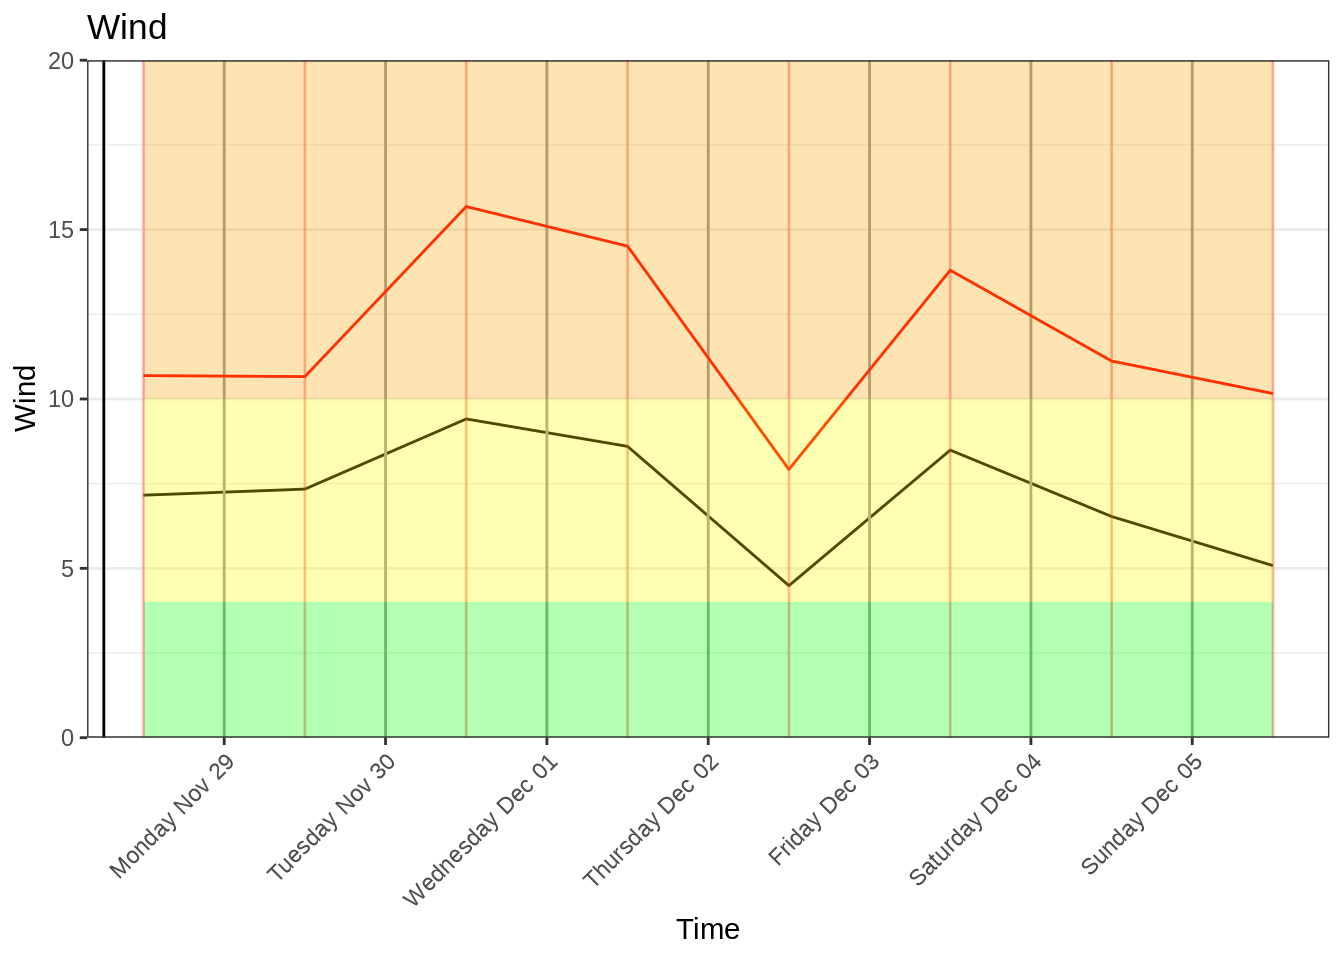 Wind
20
15
10
5
0
Wind
Monday Nov 29
Tuesday Nov 30
Wednesday Dec 01
Thursday Dec 02
Friday Dec 03
Saturday Dec 04
Sunday Dec 05
Time